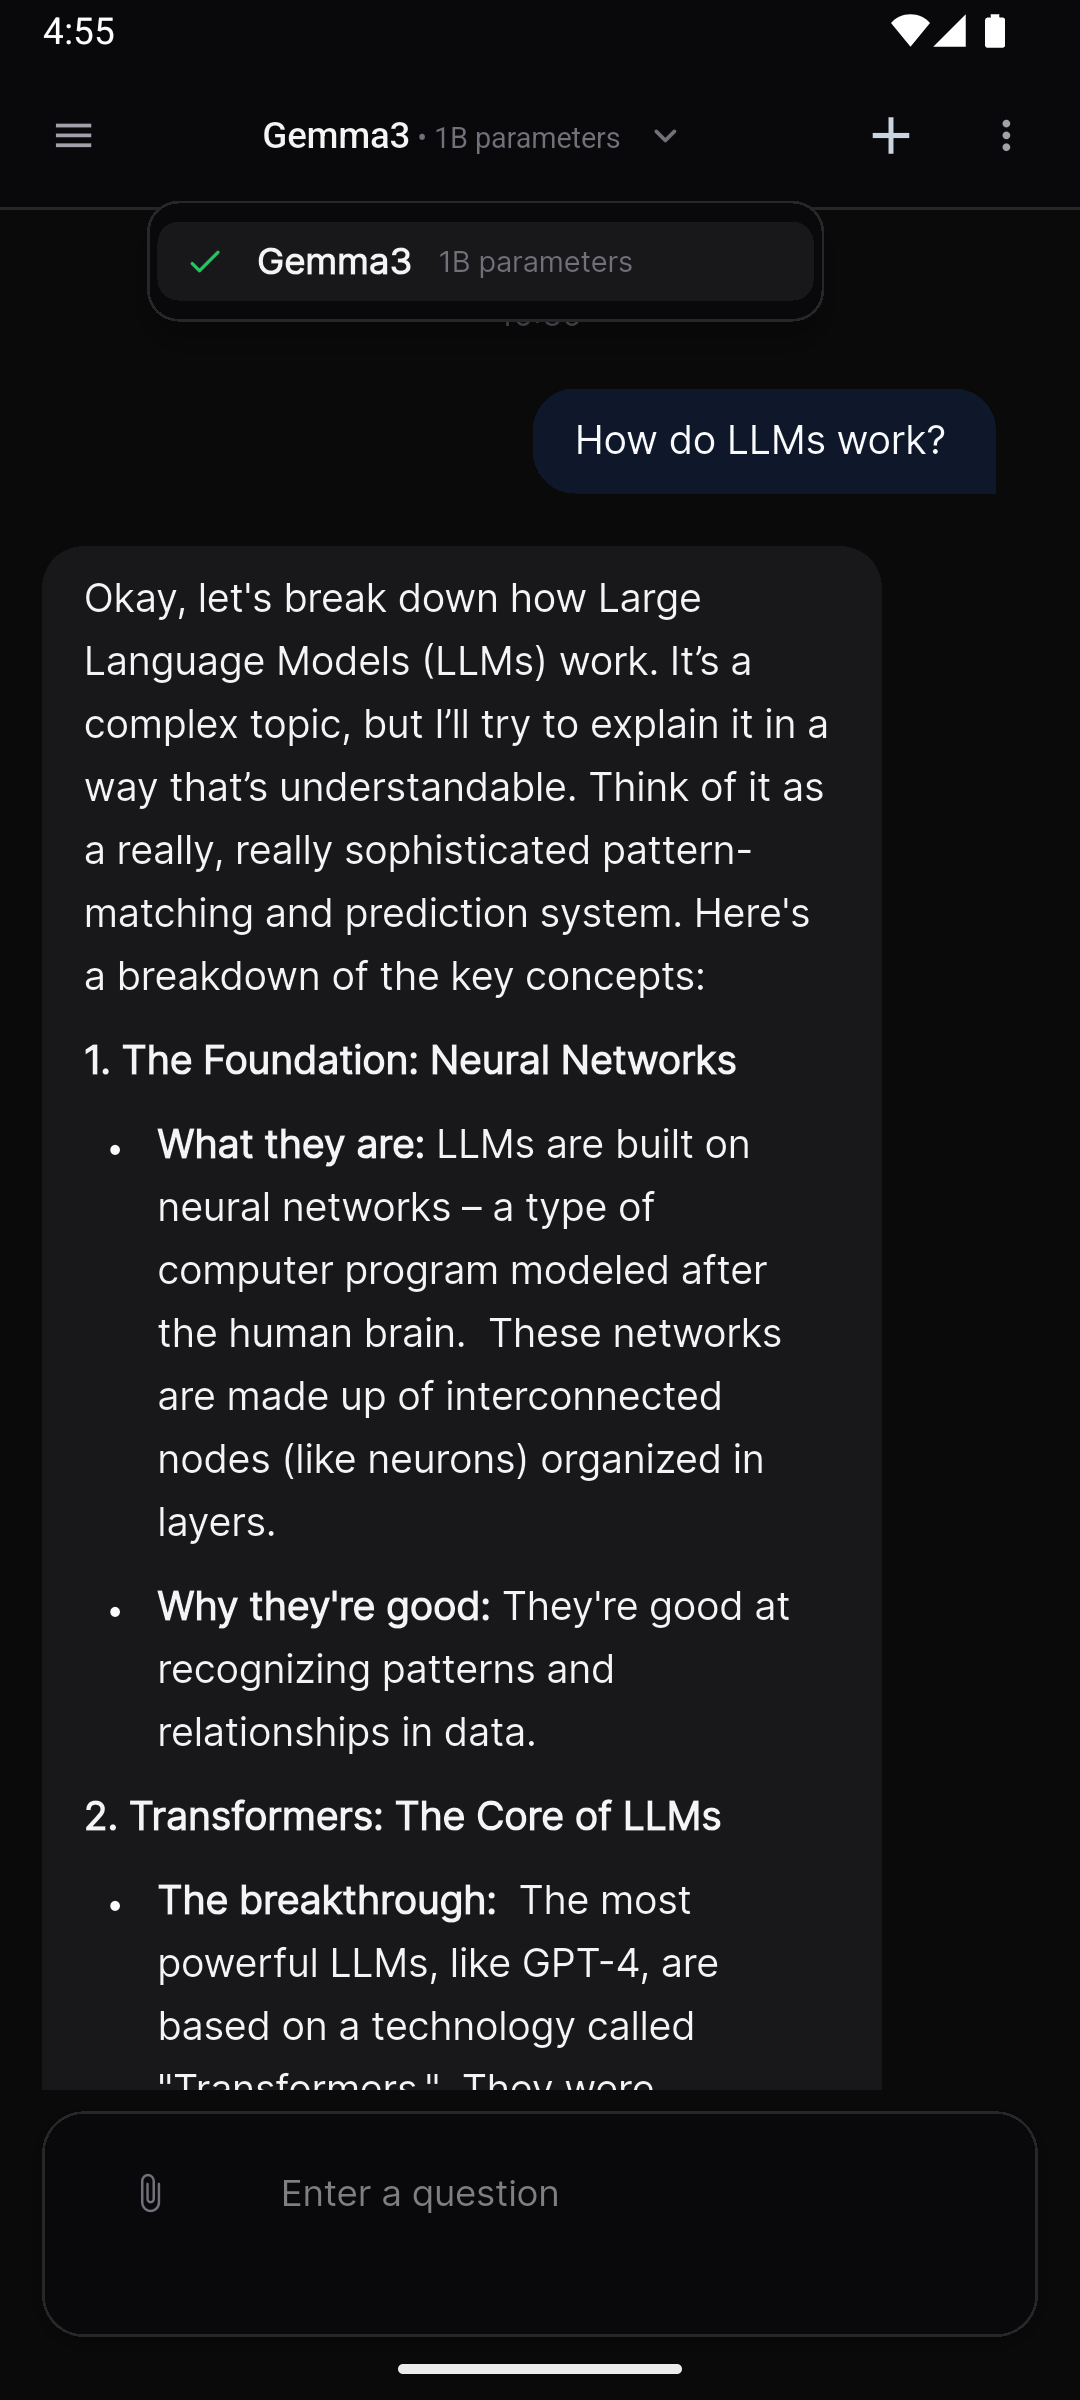 4:55
Gemma3 • 1B parameters
Gemma3 1B parameters
How do LLMs work?
Okay, let's break down how Large
Language Models (LLMs) work. It’s a
complex topic, but I’ll try to explain it in a
way that’s understandable. Think of it as
a really, really sophisticated pattern-
matching and prediction system. Here's
a breakdown of the key concepts:
1. The Foundation: Neural Networks
• What they are: LLMs are built on
neural networks – a type of
computer program modeled after
the human brain.  These networks
are made up of interconnected
nodes (like neurons) organized in
layers.
• Why they're good: They're good at
recognizing patterns and
relationships in data.
2. Transformers: The Core of LLMs
• The breakthrough:  The most
powerful LLMs, like GPT-4, are
based on a technology called
"Transformers."  They were
Enter a question